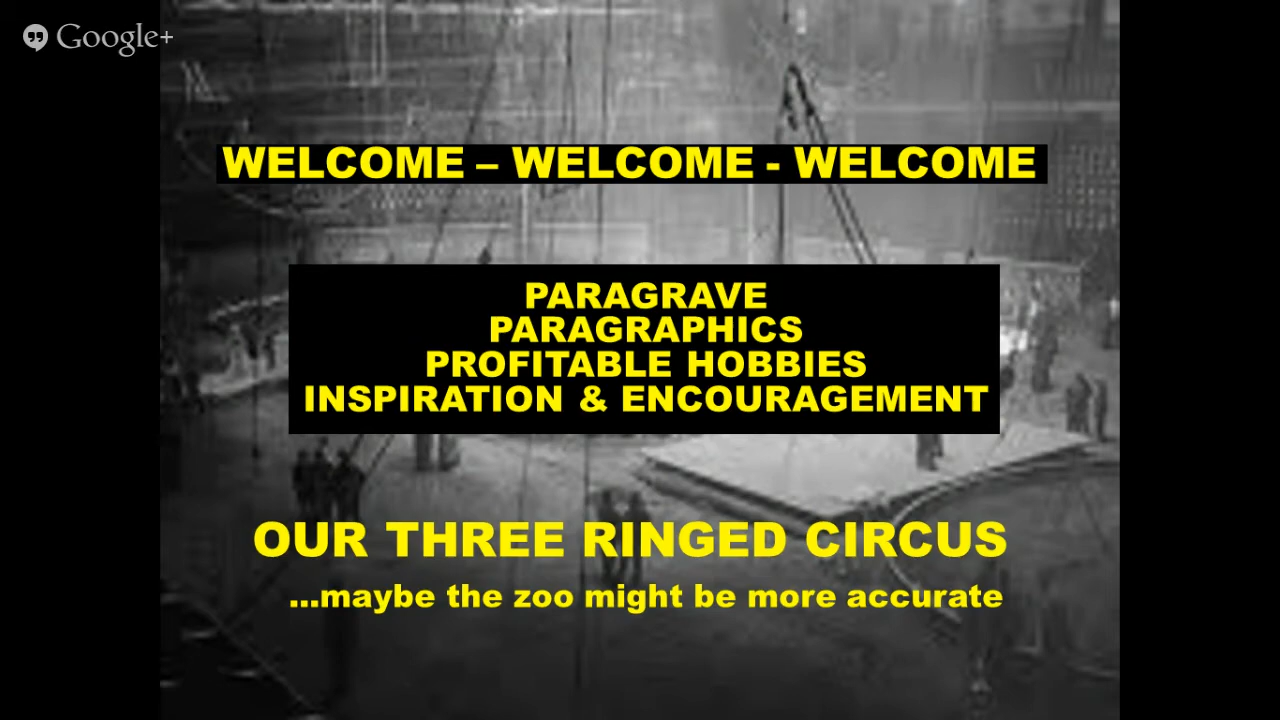 Google+
WELCOME – WELCOME - WELCOME
PARAGRAVE
PARAGRAPHICS
PROFITABLE HOBBIES
INSPIRATION & ENCOURAGEMENT
OUR THREE RINGED CIRCUS
...maybe the zoo might be more accurate